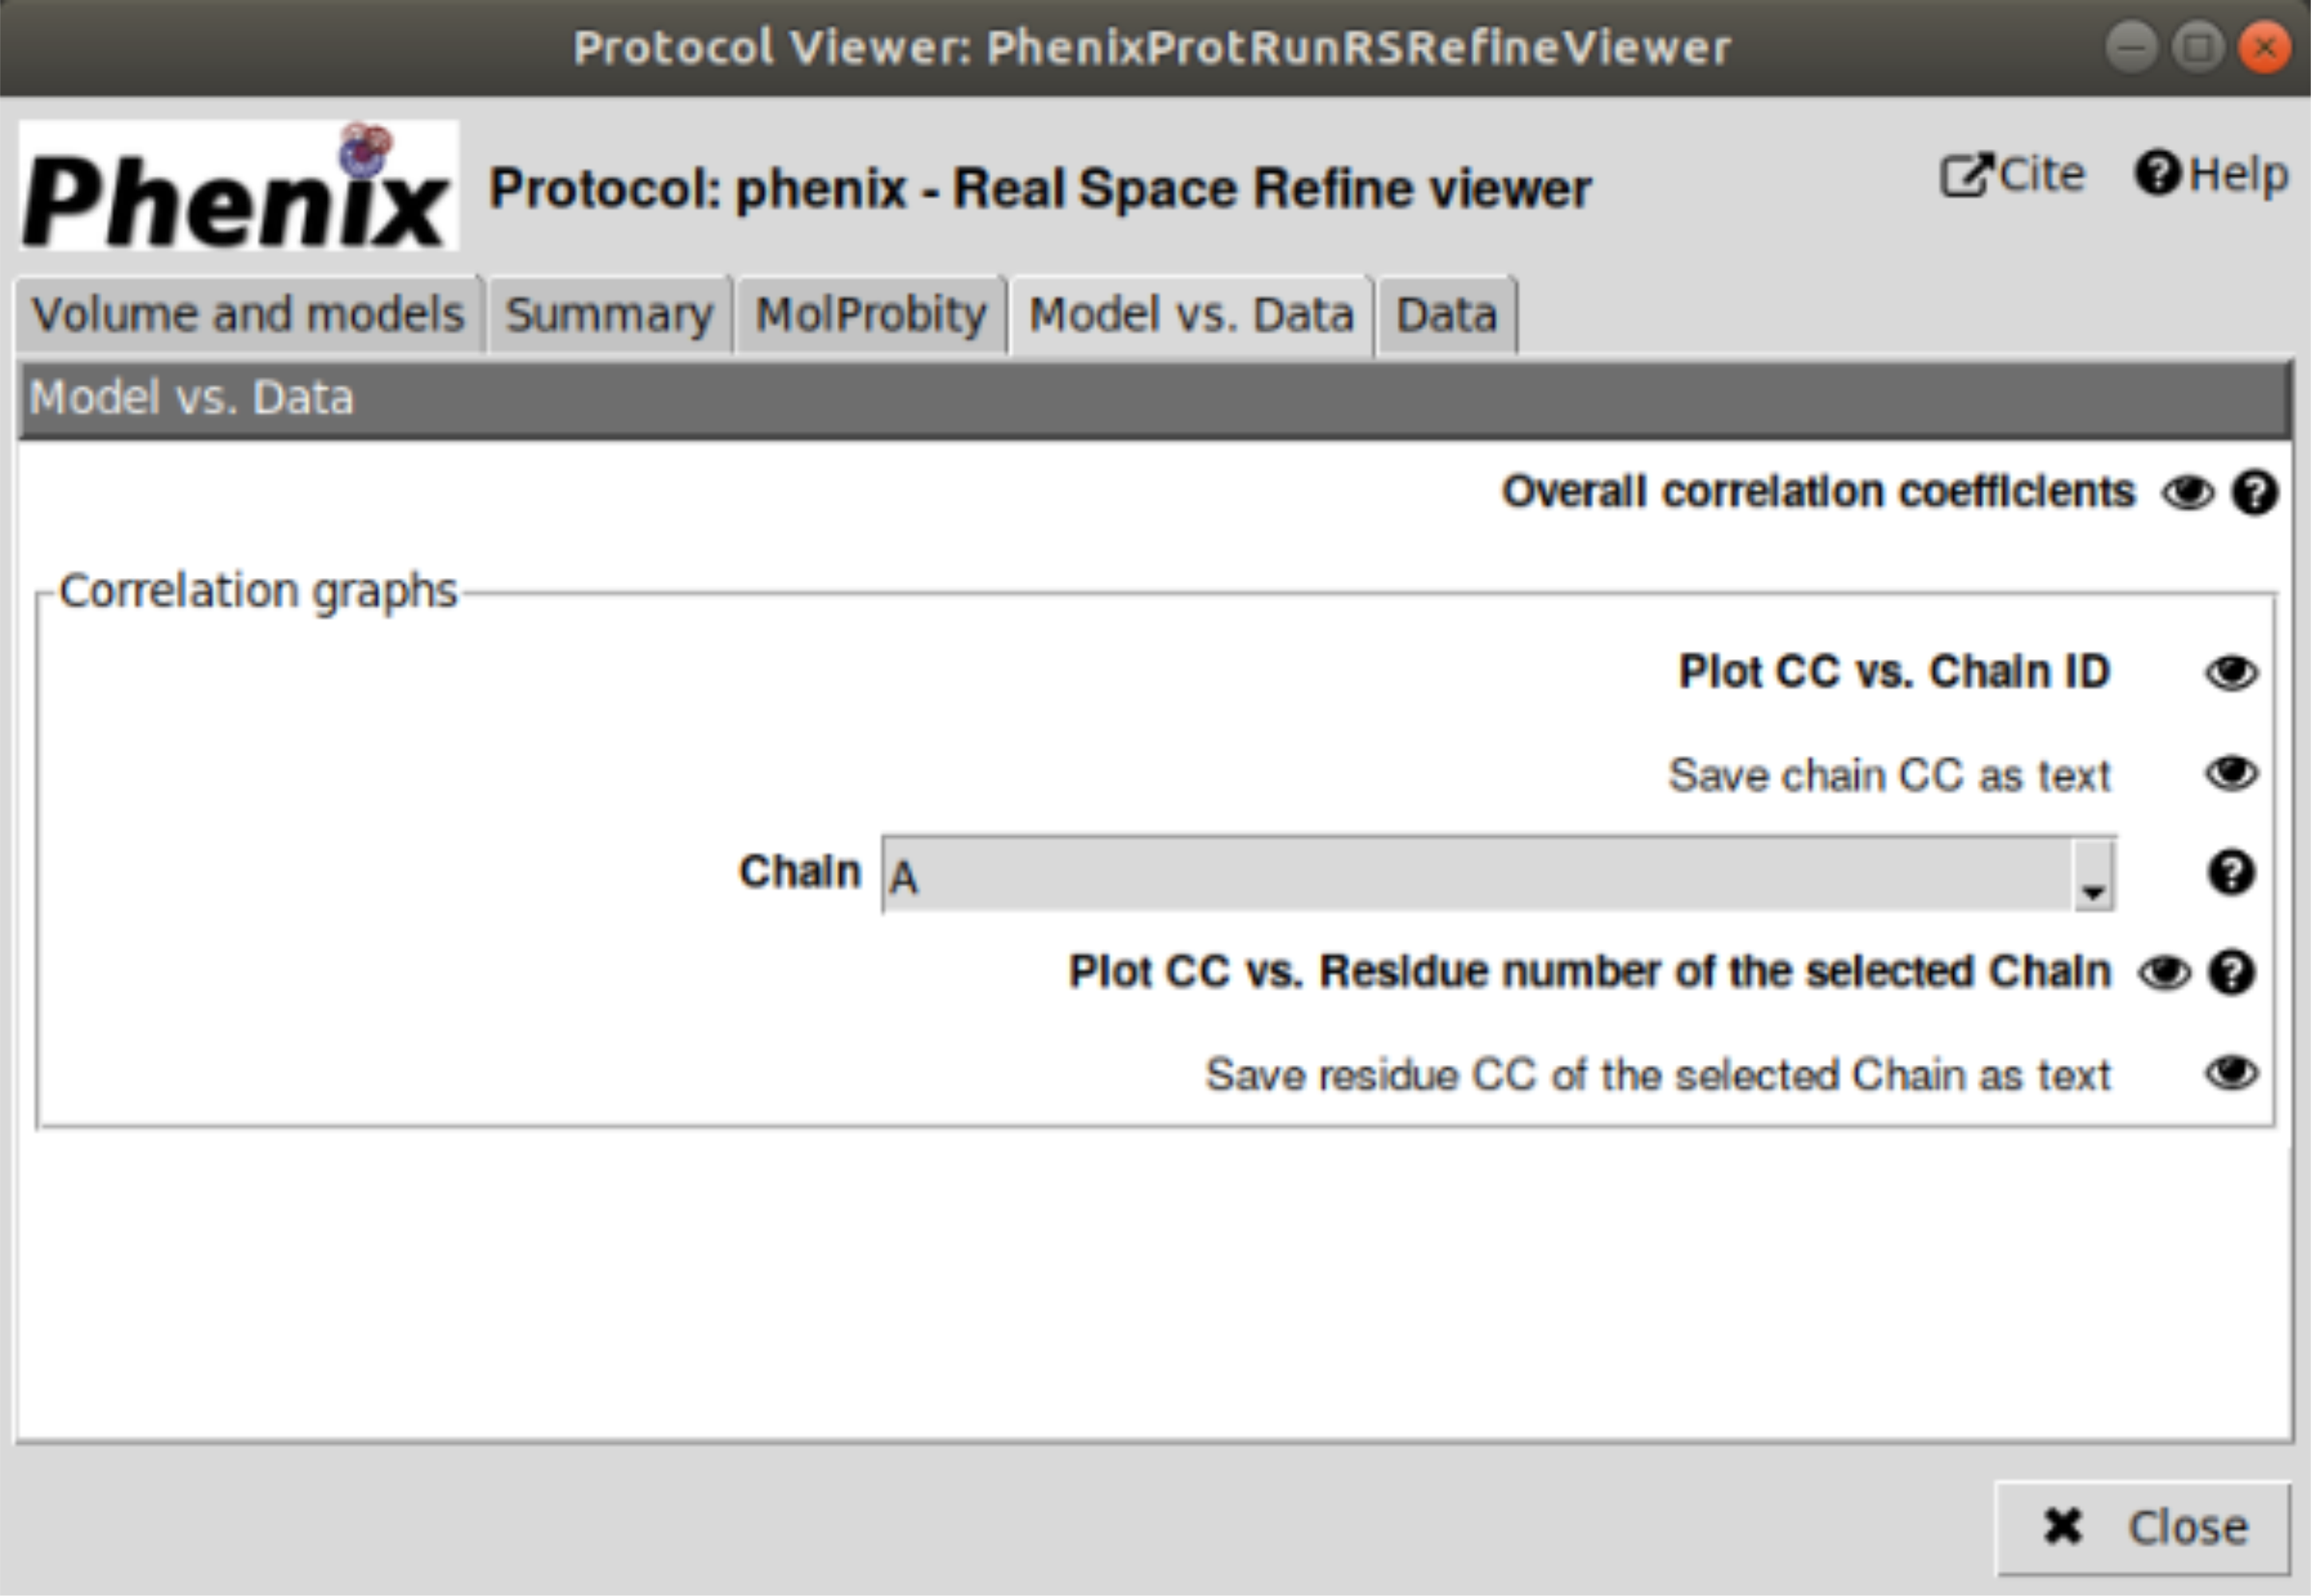 Protocol Viewer: PhenixProtRunRSRefineViewer
Phenix Protocol: phenix - Real Space Refine viewer Cite Help
Volume and models Summary MolProbity Model vs. Data Data
Model vs. Data
Overall correlation coefficients
Correlation graphs
Plot CC vs. Chain ID
Save chain CC as text
Chain A
Plot CC vs. Residue number of the selected Chain
Save residue CC of the selected Chain as text
Close